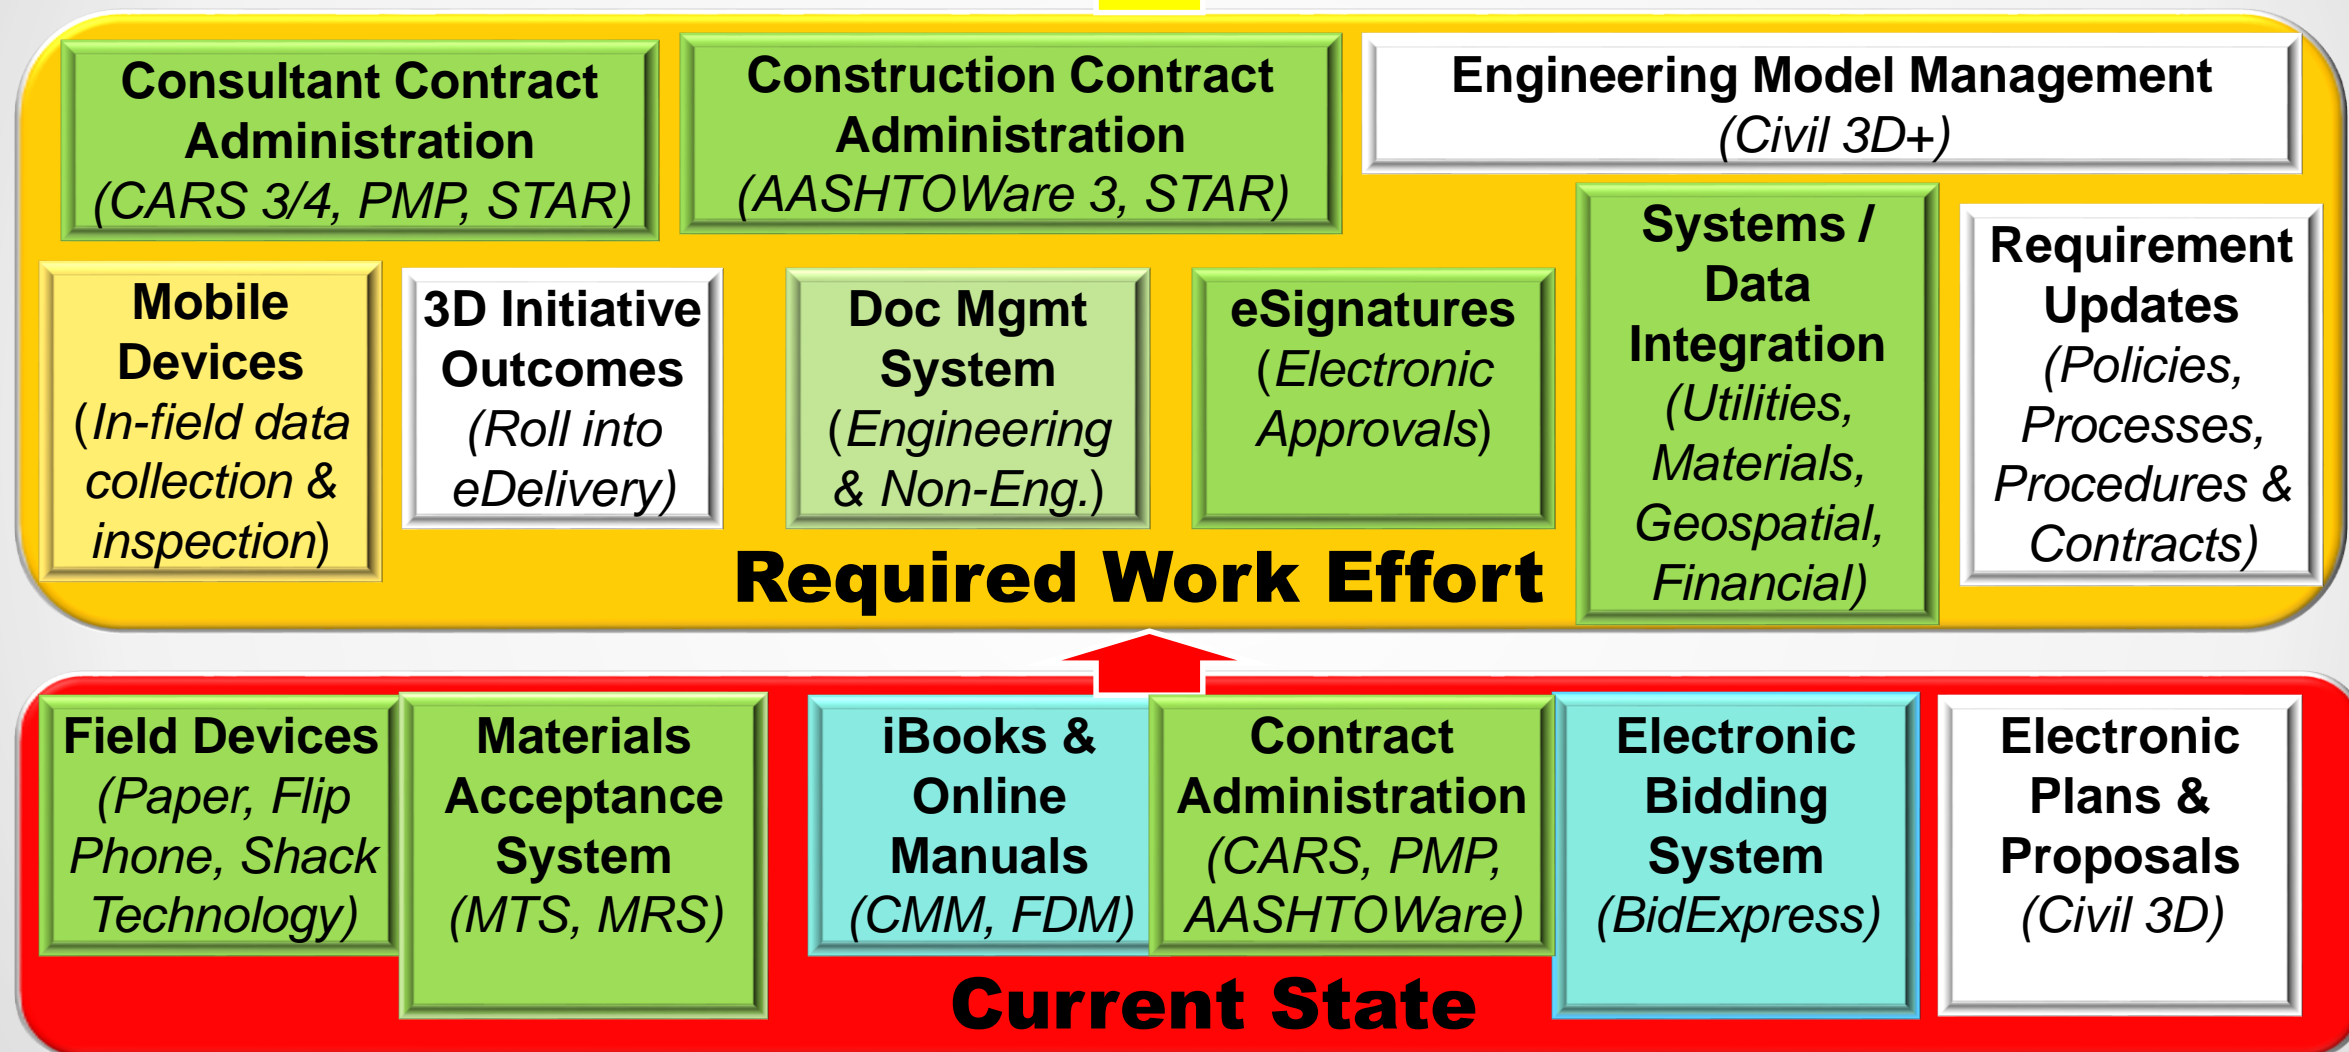 Consultant Contract
Administration
(CARS 3/4, PMP, STAR)
Construction Contract
Administration
(AASHTOWare 3, STAR)
Engineering Model Management
(Civil 3D+)
Mobile
Devices
(In-field data
collection &
inspection)
3D Initiative
Outcomes
(Roll into
eDelivery)
Doc Mgmt
System
(Engineering
& Non-Eng.)
eSignatures
(Electronic
Approvals)
Systems /
Data
Integration
(Utilities,
Materials,
Geospatial,
Financial)
Requirement
Updates
(Policies,
Processes,
Procedures &
Contracts)
Required Work Effort
Field Devices
(Paper, Flip
Phone, Shack
Technology)
Materials
Acceptance
System
(MTS, MRS)
iBooks &
Online
Manuals
(CMM, FDM)
Contract
Administration
(CARS, PMP,
AASHTOWare)
Electronic
Bidding
System
(BidExpress)
Electronic
Plans &
Proposals
(Civil 3D)
Current State